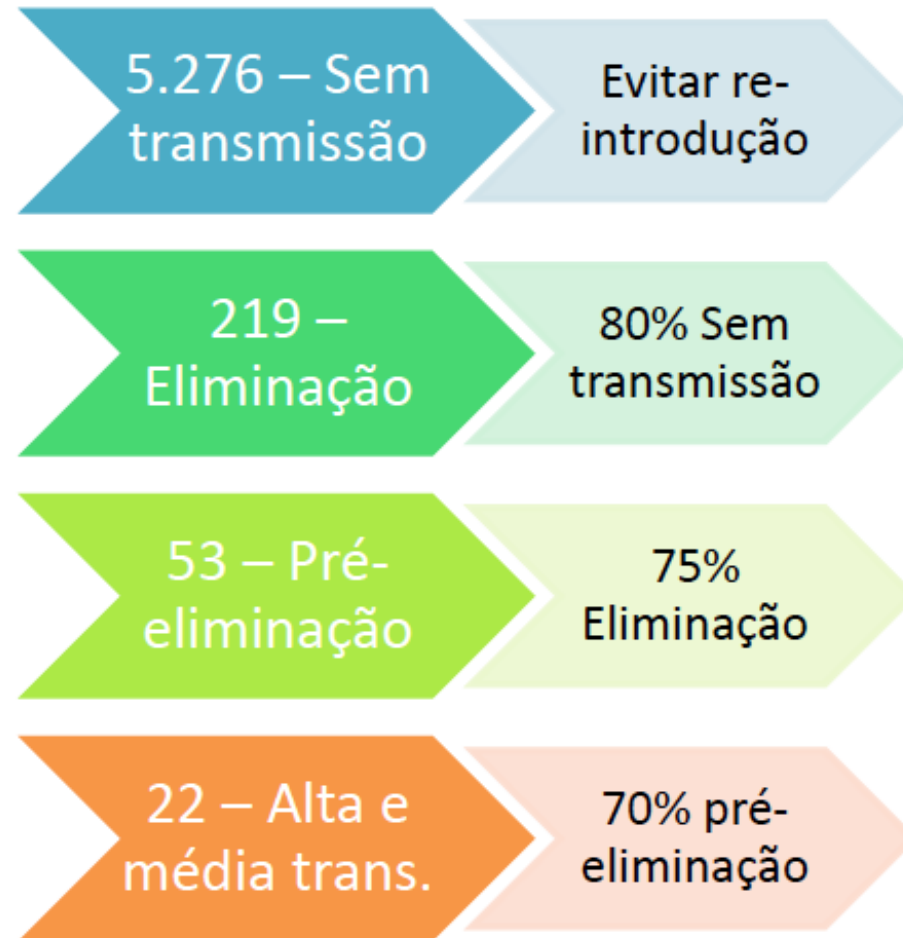 5.276 – Sem
transmissão
Evitar re-
introdução
219 –
Eliminação
80% Sem
transmissão
53 – Pré-
eliminação
75%
Eliminação
22 – Alta e
média trans.
70% pré-
eliminação